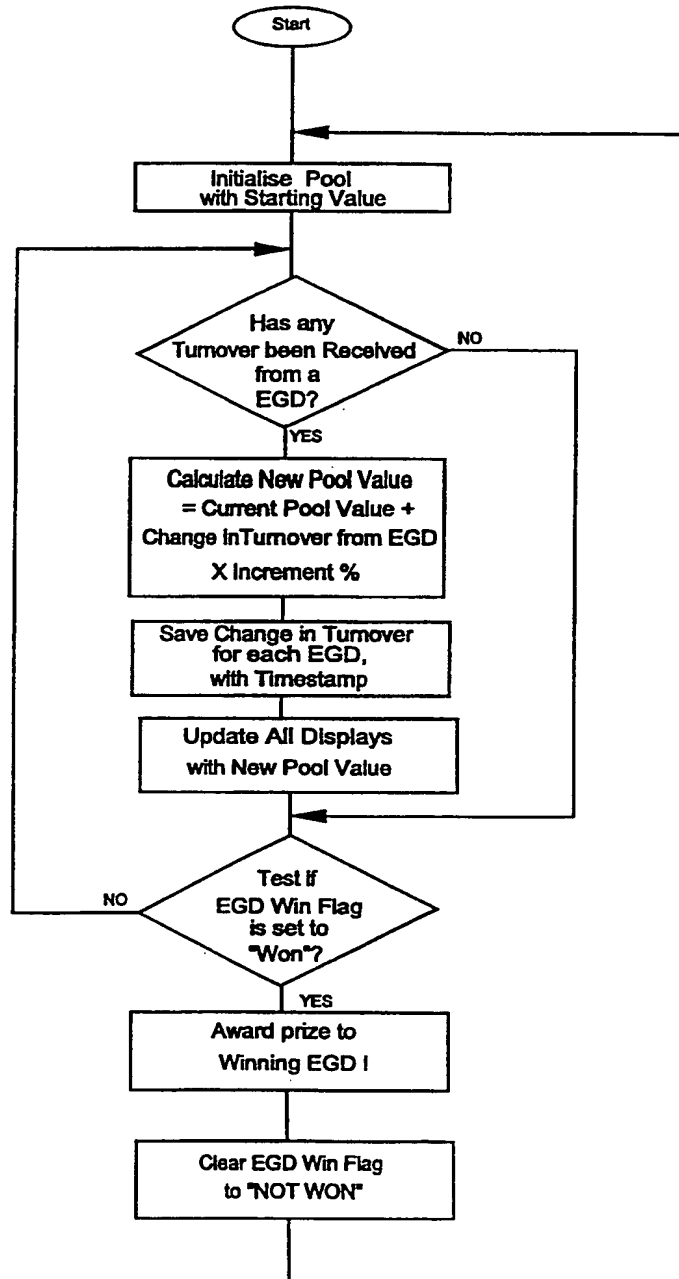 Start
Initialise Pool
with Starting Value
Has any
Turnover been Received
from a
EGD?
NO
YES
Calculate New Pool Value
= Current Pool Value +
Change inTurnover from EGD
X Increment %
Save Change in Turnover
for each EGD,
with Timestamp
Update All Displays
with New Pool Value
Test if
EGD Win Flag
is set to
"Won"?
NO
YES
Award prize to
Winning EGD !
Clear EGD Win Flag
to "NOT WON"